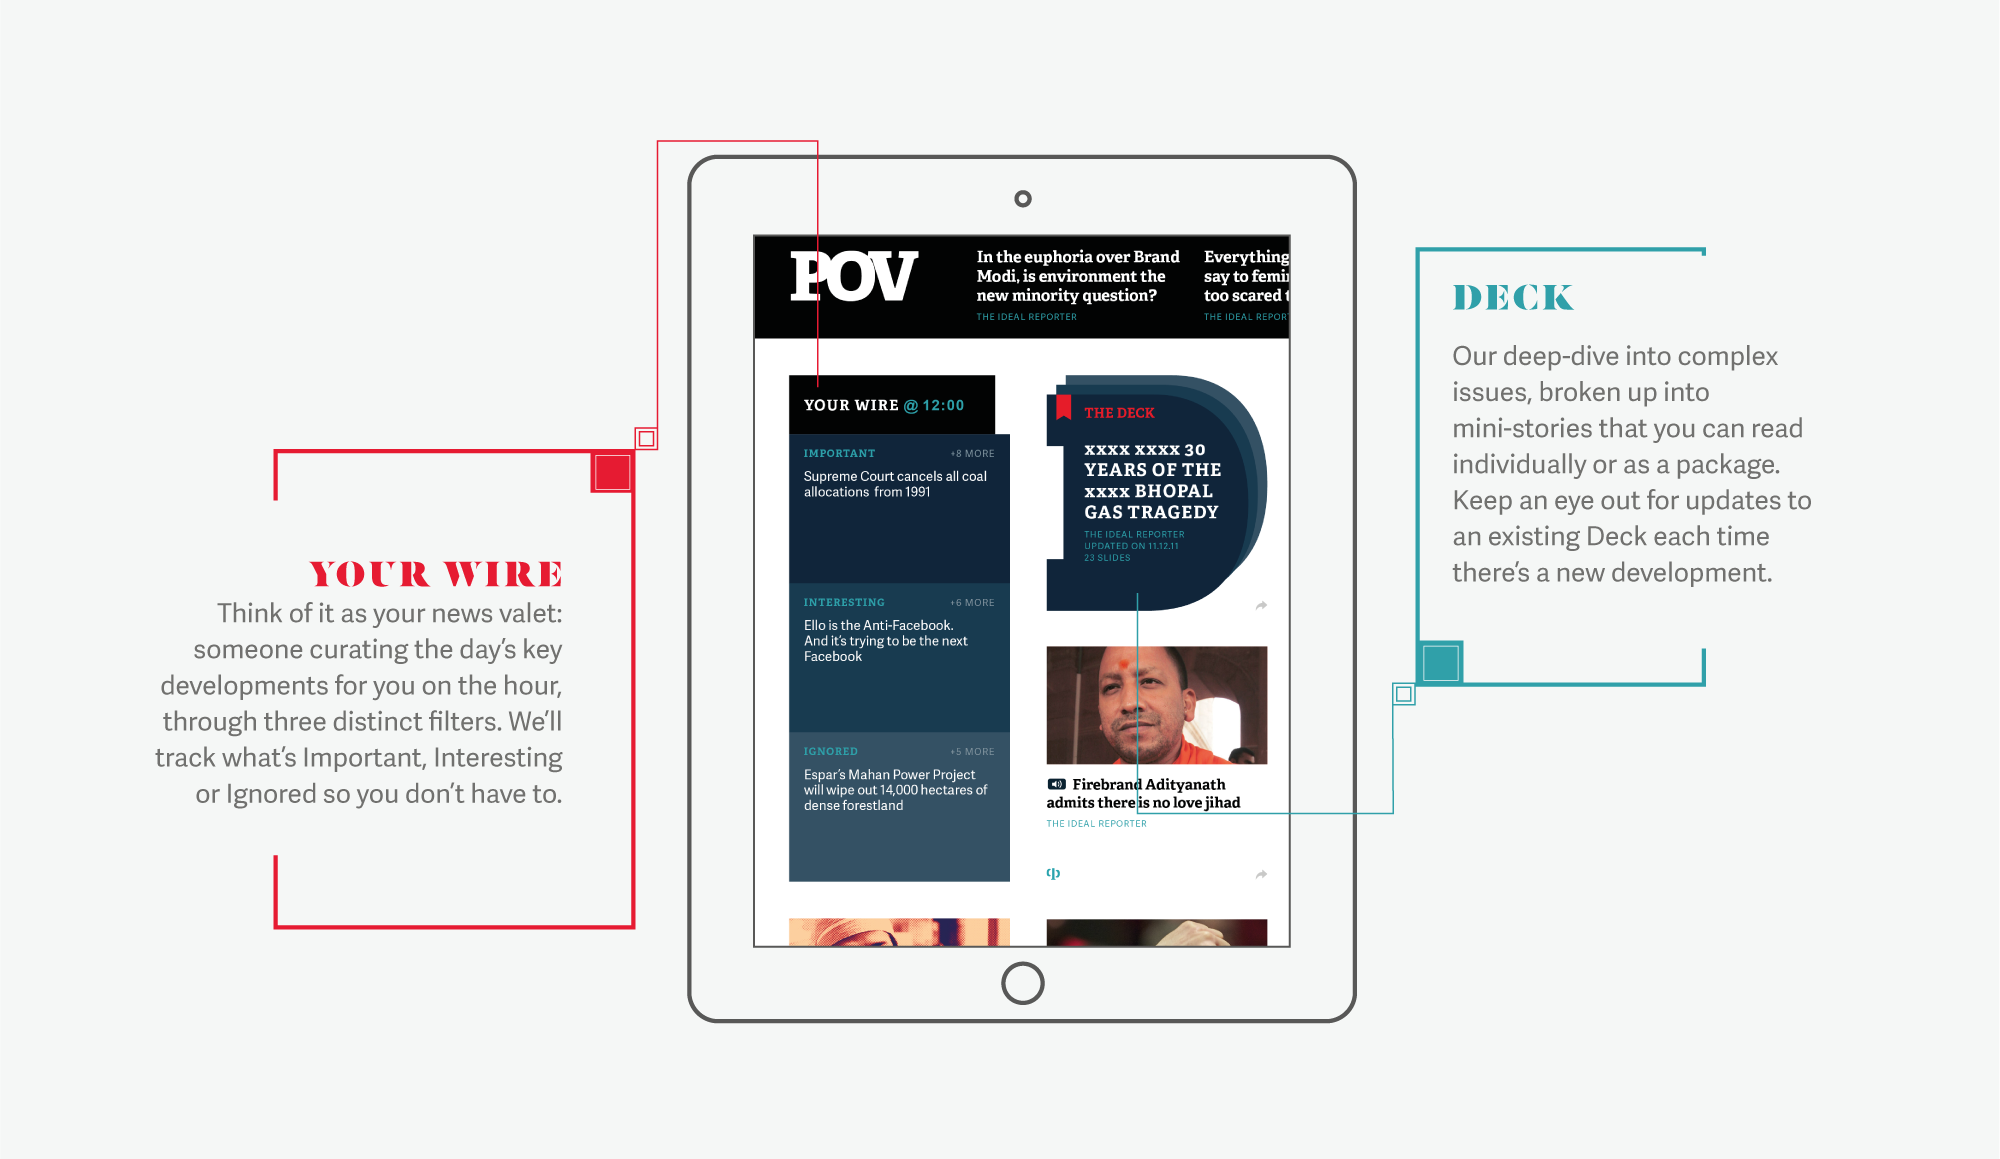 POV
In the euphoria over Brand
Modi, is environment the
new minority question?
THE IDEAL REPORTER
Everything
say to femin
too scared t
THE IDEAL REPOR
YOUR WIRE @ 12:00
IMPORTANT +8 MORE
Supreme Court cancels all coal
allocations from 1991
INTERESTING +6 MORE
Ello is the Anti-Facebook.
And it's trying to be the next
Facebook
IGNORED +5 MORE
Espar's Mahan Power Project
will wipe out 14,000 hectares of
dense forestland
THE DECK
xxxx xxxx 30
YEARS OF THE
xxxx BHOPAL
GAS TRAGEDY
THE IDEAL REPORTER
UPDATED ON 11.12.11
23 SLIDES
Firebrand Adityanath
admits there is no love jihad
THE IDEAL REPORTER
YOUR WIRE
Think of it as your news valet:
someone curating the day's key
developments for you on the hour,
through three distinct filters. We'll
track what's Important, Interesting
or Ignored so you don't have to.
DECK
Our deep-dive into complex
issues, broken up into
mini-stories that you can read
individually or as a package.
Keep an eye out for updates to
an existing Deck each time
there's a new development.